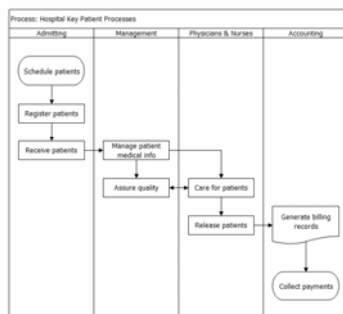 Process: Hospital Key Patient Processes
Admitting
Management
Physicians & Nurses
Accounting
Schedule patients
Register patients
Receive patients
Manage patient
medical info
Assure quality
Care for patients
Release patients
Generate billing
records
Collect payments